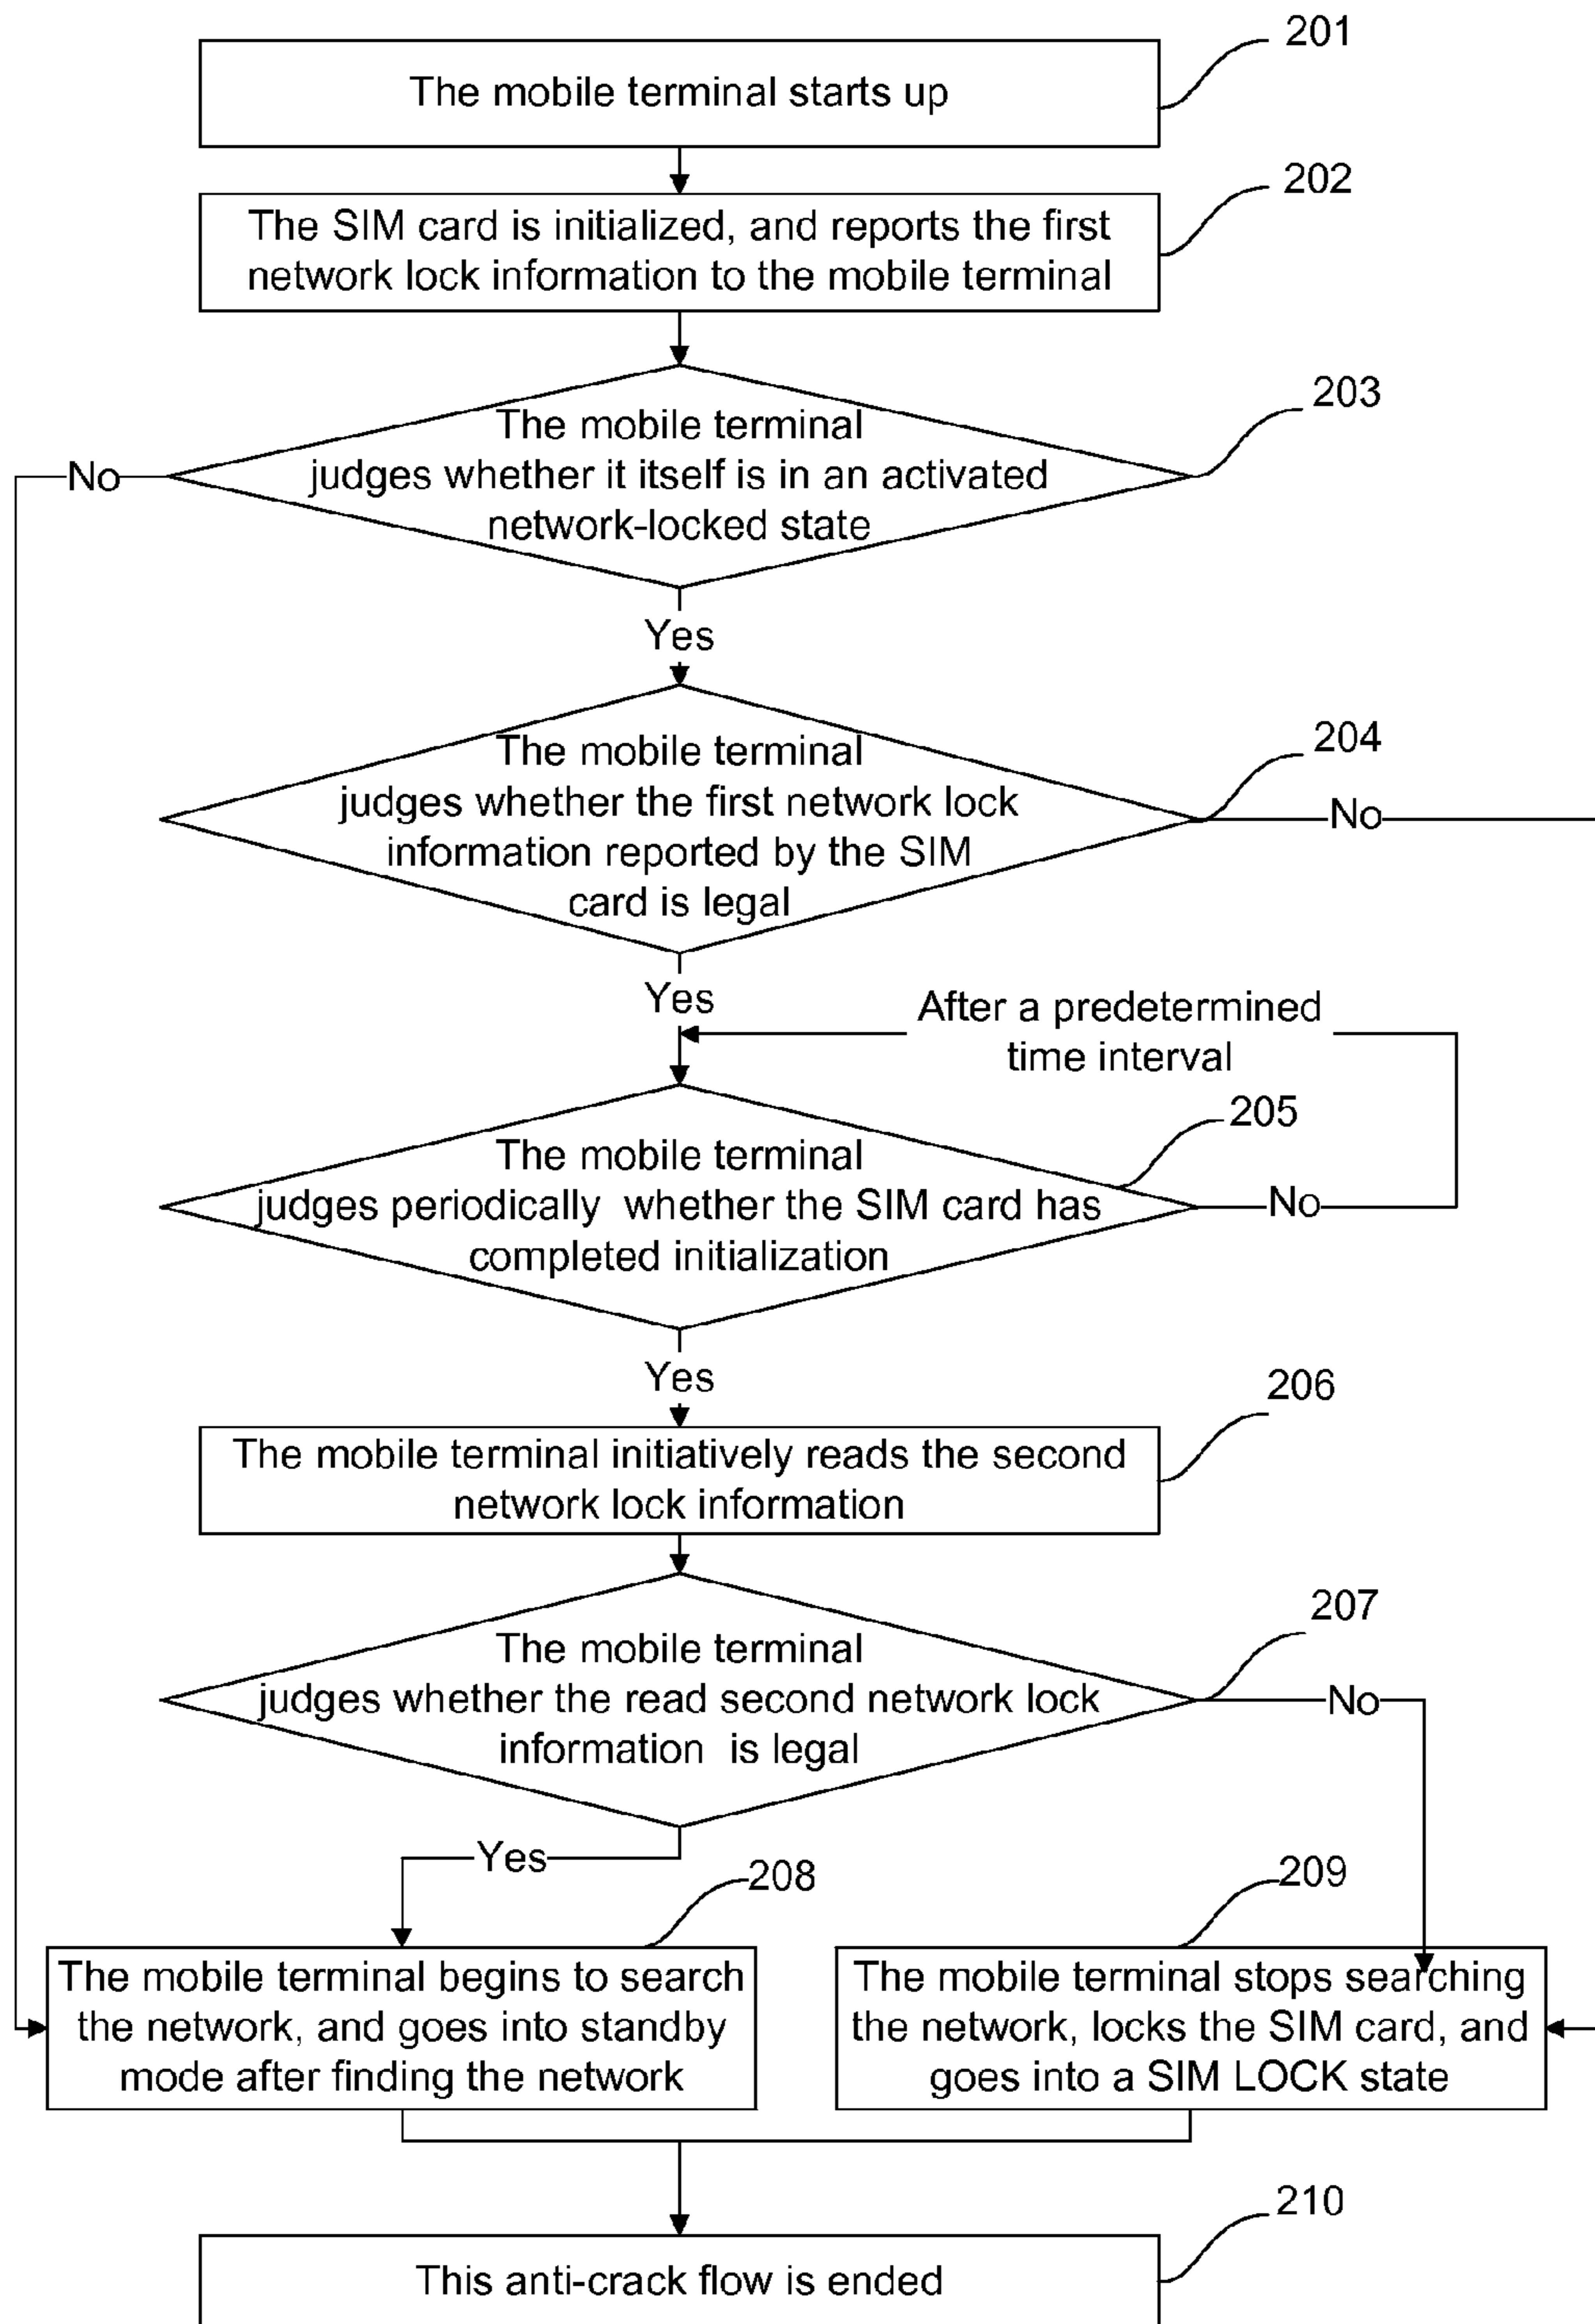 201
The mobile terminal starts up
202
The SIM card is initialized, and reports the first
network lock information to the mobile terminal
203
The mobile terminal
judges whether it itself is in an activated
network-locked state
No
Yes
204
The mobile terminal
judges whether the first network lock
information reported by the SIM
card is legal
No
Yes
After a predetermined
time interval
205
The mobile terminal
judges periodically whether the SIM card has
completed initialization
No
Yes
206
The mobile terminal initiatively reads the second
network lock information
207
The mobile terminal
judges whether the read second network lock
information is legal
No
Yes
208
The mobile terminal begins to search
the network, and goes into standby
mode after finding the network
209
The mobile terminal stops searching
the network, locks the SIM card, and
goes into a SIM LOCK state
210
This anti-crack flow is ended